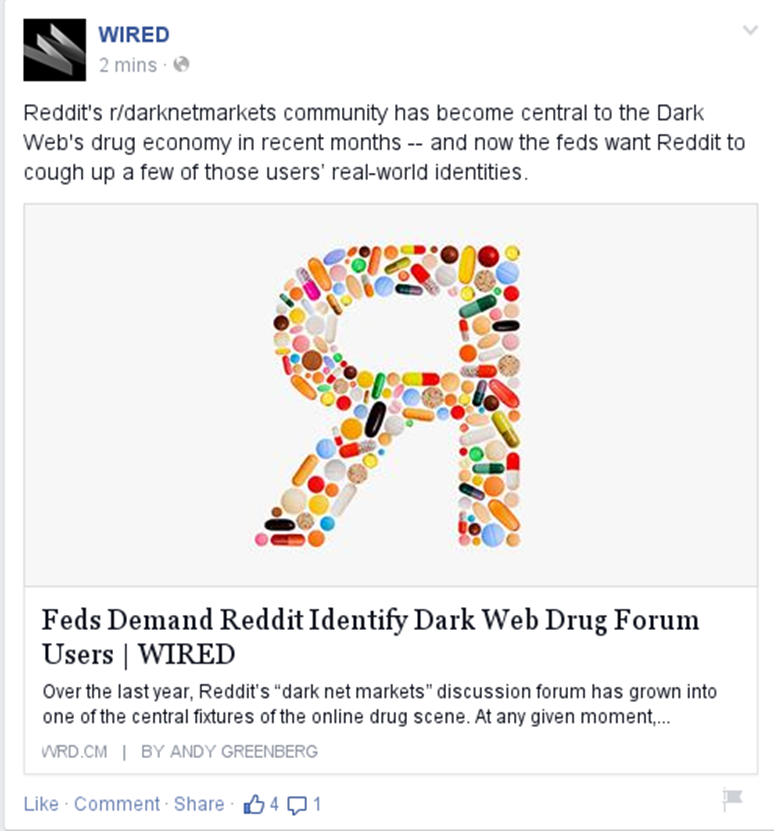 WIRED
2 mins ·
Reddit's r/darknetmarkets community has become central to the Dark
Web's drug economy in recent months -- and now the feds want Reddit to
cough up a few of those users' real-world identities.
Я
Feds Demand Reddit Identify Dark Web Drug Forum
Users | WIRED
Over the last year, Reddit's “dark net markets” discussion forum has grown into
one of the central fixtures of the online drug scene. At any given moment,...
WRD.CM | BY ANDY GREENBERG
Like · Comment · Share · 4 1